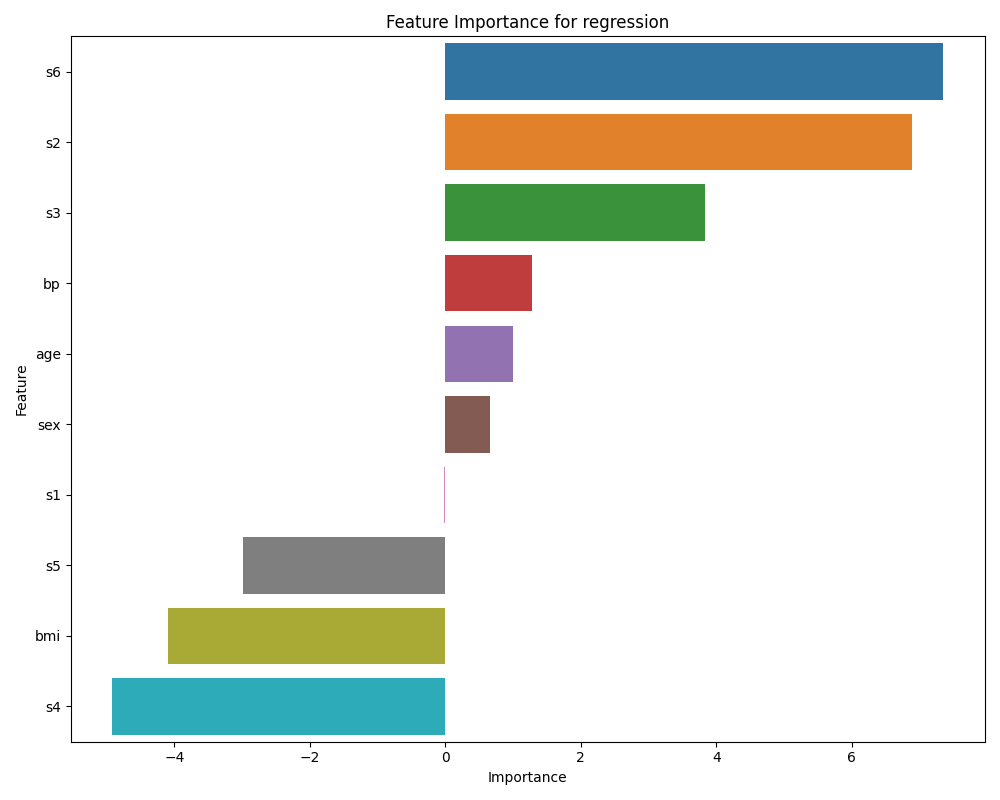 Feature Importance for regression
s6
s2
s3
bp
age
sex
s1
s5
bmi
s4
Feature
−4
−2
0
2
4
6
Importance